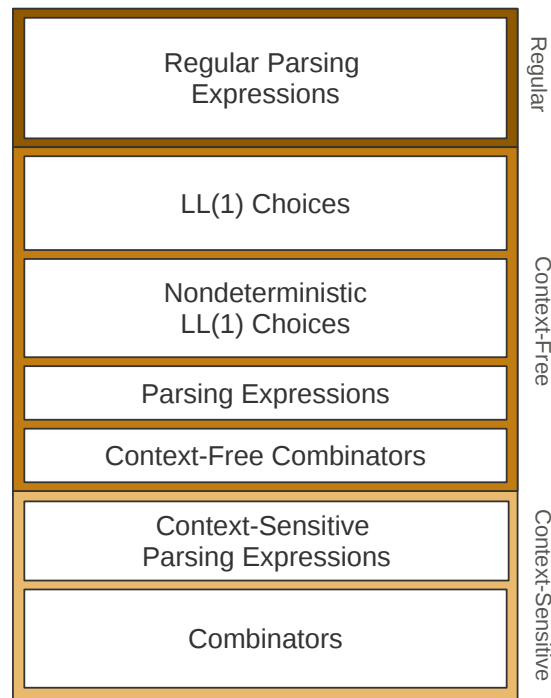 Regular Parsing
Expressions
Regular
LL(1) Choices
Nondeterministic
LL(1) Choices
Parsing Expressions
Context-Free Combinators
Context-Free
Context-Sensitive
Parsing Expressions
Combinators
Context-Sensitive